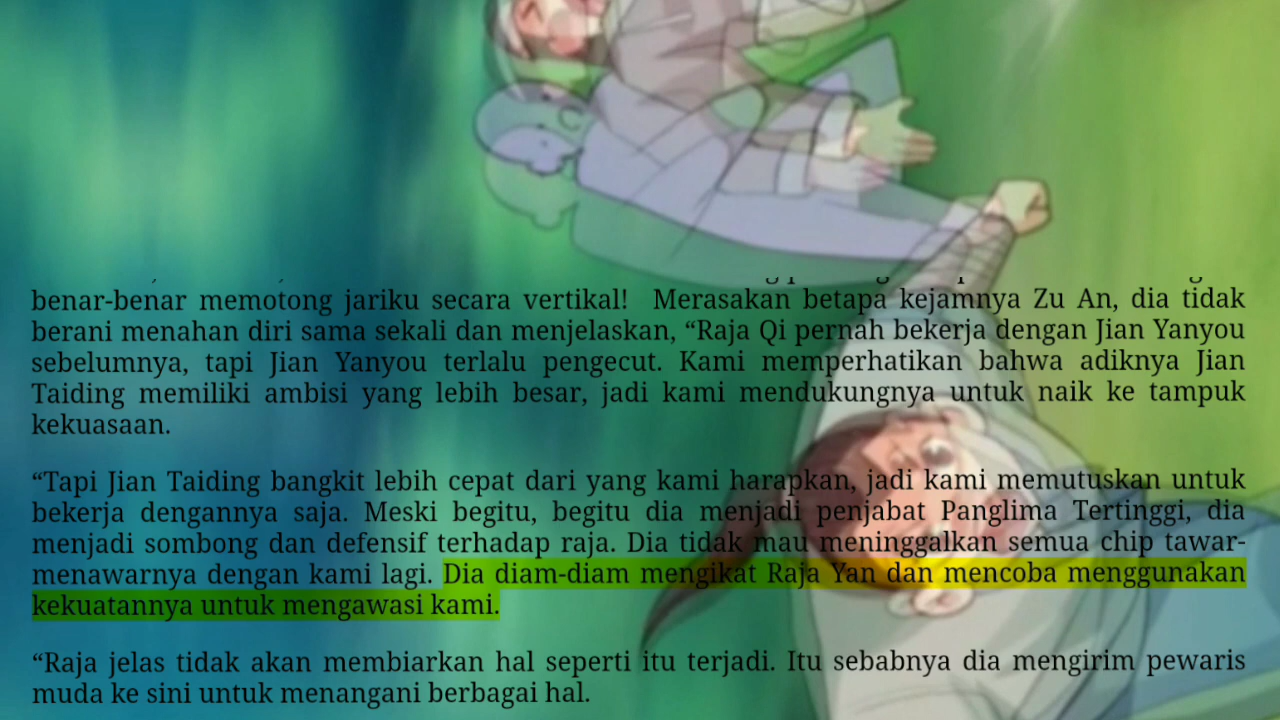 benar-benar memotong jariku secara vertikal!  Merasakan betapa kejamnya Zu An, dia tidak
berani menahan diri sama sekali dan menjelaskan, “Raja Qi pernah bekerja dengan Jian Yanyou
sebelumnya, tapi Jian Yanyou terlalu pengecut. Kami memperhatikan bahwa adiknya Jian
Taiding memiliki ambisi yang lebih besar, jadi kami mendukungnya untuk naik ke tampuk
kekuasaan.
“Tapi Jian Taiding bangkit lebih cepat dari yang kami harapkan, jadi kami memutuskan untuk
bekerja dengannya saja. Meski begitu, begitu dia menjadi penjabat Panglima Tertinggi, dia
menjadi sombong dan defensif terhadap raja. Dia tidak mau meninggalkan semua chip tawar-
menawarnya dengan kami lagi. Dia diam-diam mengikat Raja Yan dan mencoba menggunakan
kekuatannya untuk mengawasi kami.
“Raja jelas tidak akan membiarkan hal seperti itu terjadi. Itu sebabnya dia mengirim pewaris
muda ke sini untuk menangani berbagai hal.